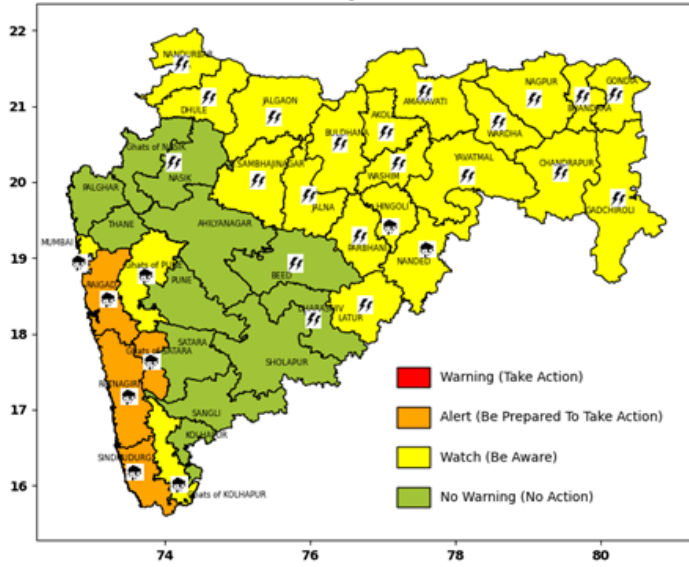 22
21
20
19
18
17
16
74
76
78
80
NANDURBAR
DHULE
JALGAON
AMARAVATI
NAGPUR
GONDIA
BHANDARA
AKOLA
BULDHANA
WARDHA
Ghats of NASIK
NASIK
SAMBHAJINAGAR
WASHIM
YAVATMAL
CHANDRAPUR
PALGHAR
JALNA
HINGOLI
GADCHIROLI
THANE
AHILYANAGAR
MUMBAI
PARBHANI
NANDED
Ghats of PUNE
BEED
RAIGAD
PUNE
DHARASHIV
LATUR
SATARA
Ghats of SATARA
SHOLAPUR
RATNAGIRI
SANGLI
KOLHAPUR
SINDHUDURG
Ghats of KOLHAPUR
Warning (Take Action)
Alert (Be Prepared To Take Action)
Watch (Be Aware)
No Warning (No Action)